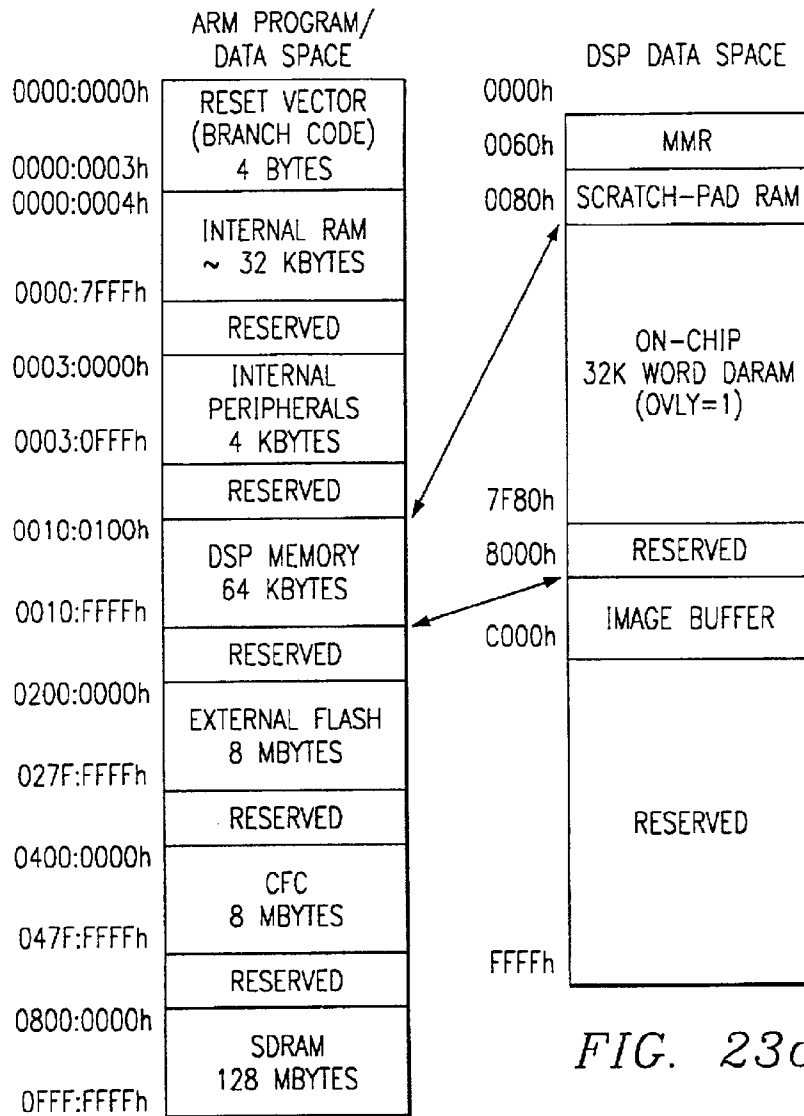 ARM PROGRAM/
DATA SPACE
0000:0000h
RESET VECTOR
(BRANCH CODE)
4 BYTES
0000:0003h
0000:0004h
INTERNAL RAM
~ 32 KBYTES
0000:7FFFh
RESERVED
0003:0000h
INTERNAL
PERIPHERALS
4 KBYTES
0003:0FFFh
RESERVED
0010:0100h
DSP MEMORY
64 KBYTES
0010:FFFFh
RESERVED
0200:0000h
EXTERNAL FLASH
8 MBYTES
027F:FFFFh
RESERVED
0400:0000h
CFC
8 MBYTES
047F:FFFFh
RESERVED
0800:0000h
SDRAM
128 MBYTES
0FFF:FFFFh
DSP DATA SPACE
0000h
0060h
MMR
0080h
SCRATCH-PAD RAM
ON-CHIP
32K WORD DARAM
(OVLY=1)
7F80h
8000h
RESERVED
IMAGE BUFFER
C000h
RESERVED
FFFFh
FIG. 23c